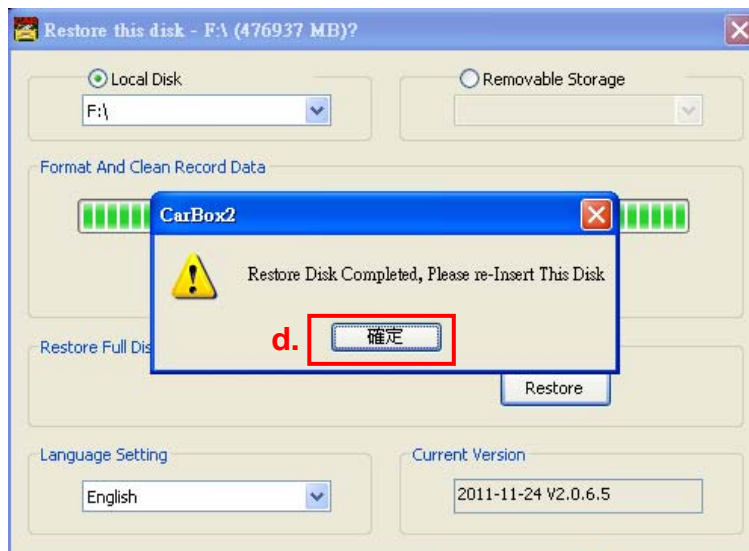 Restore this disk - F:\ (476937 MB)?
Local Disk
Removable Storage
F:\
Format And Clean Record Data
CarBox2
Restore Disk Completed, Please re-Insert This Disk
d.
確定
Restore Full Dis
Restore
Language Setting
Current Version
English
2011-11-24 V2.0.6.5